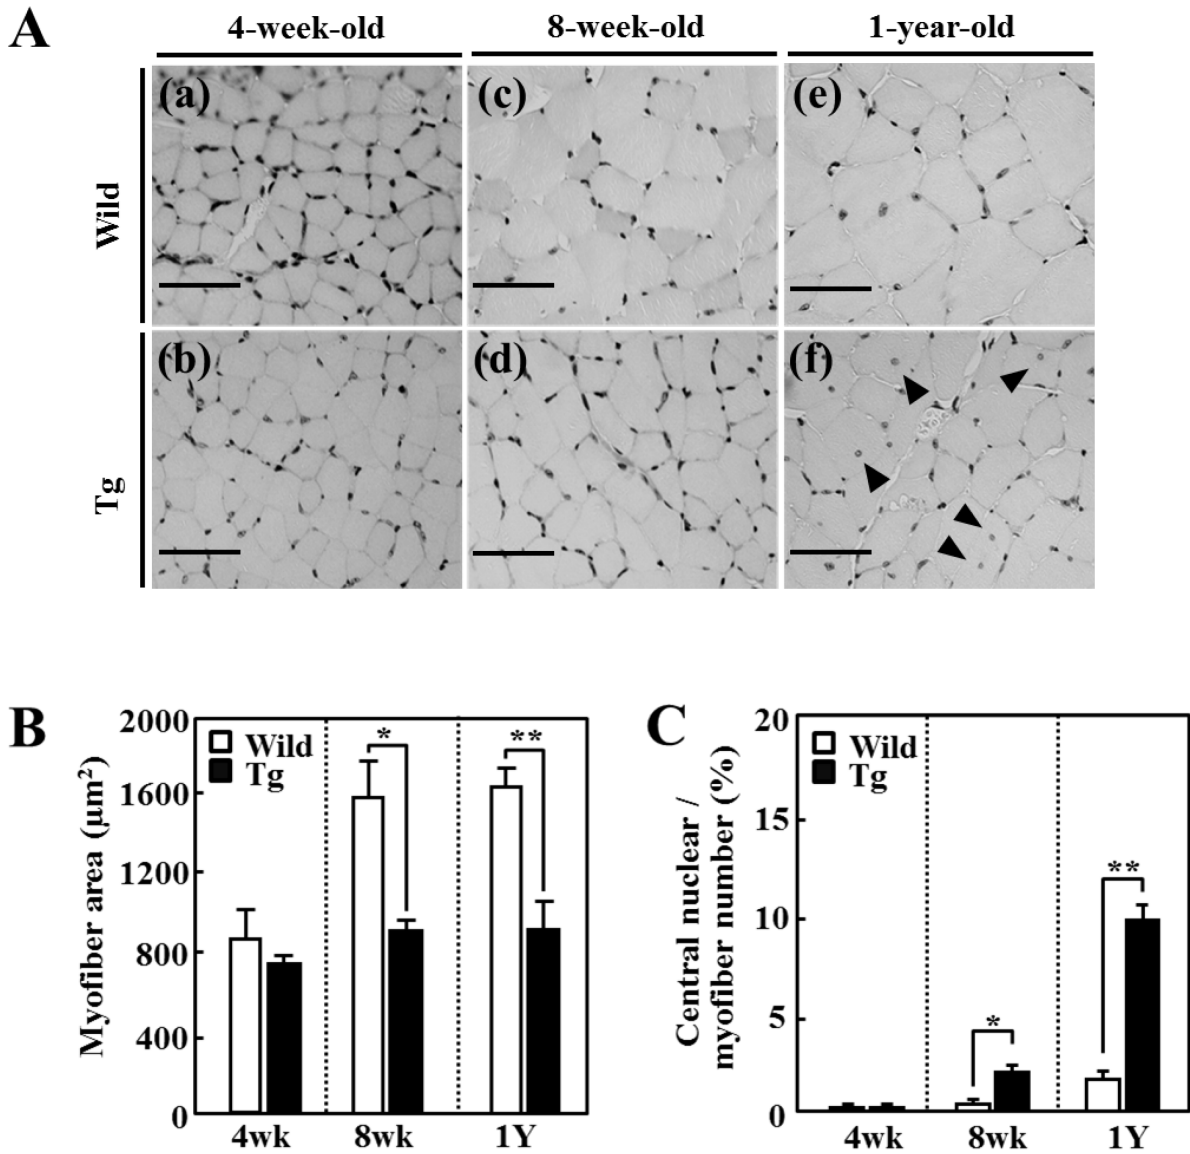 A
4-week-old 8-week-old 1-year-old
Wild
(a) (c) (e)
Tg
(b) (d) (f)
B
Myofiber area (μm²)
2000
1600
1200
800
400
0
Wild
Tg
* **
4wk 8wk 1Y
C
Central nuclear /
myofiber number (%)
20
15
10
5
0
Wild
Tg
* **
4wk 8wk 1Y